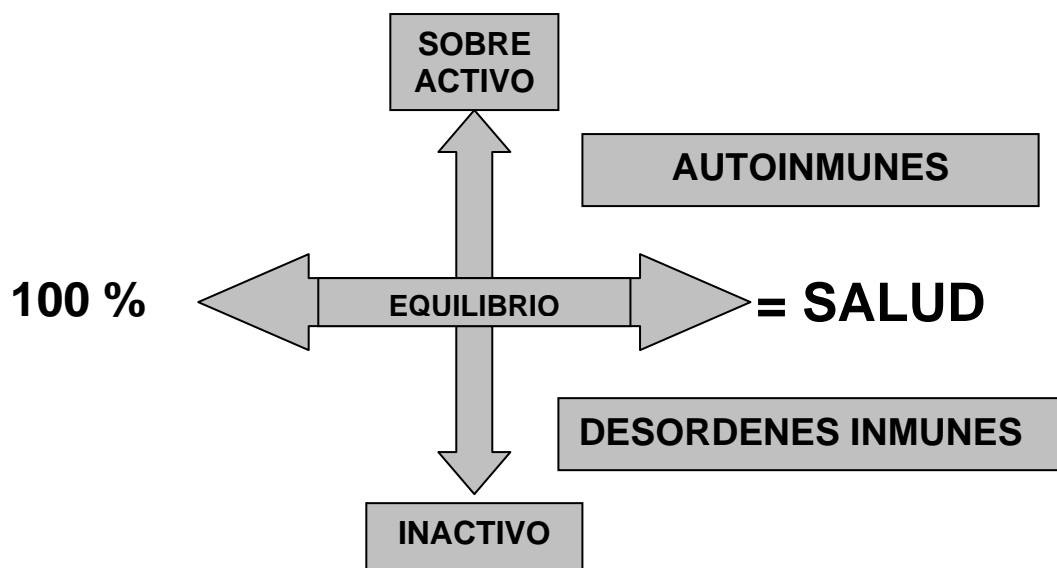 SOBRE
ACTIVO
AUTOINMUNES
100 %
EQUILIBRIO
= SALUD
DESORDENES INMUNES
INACTIVO